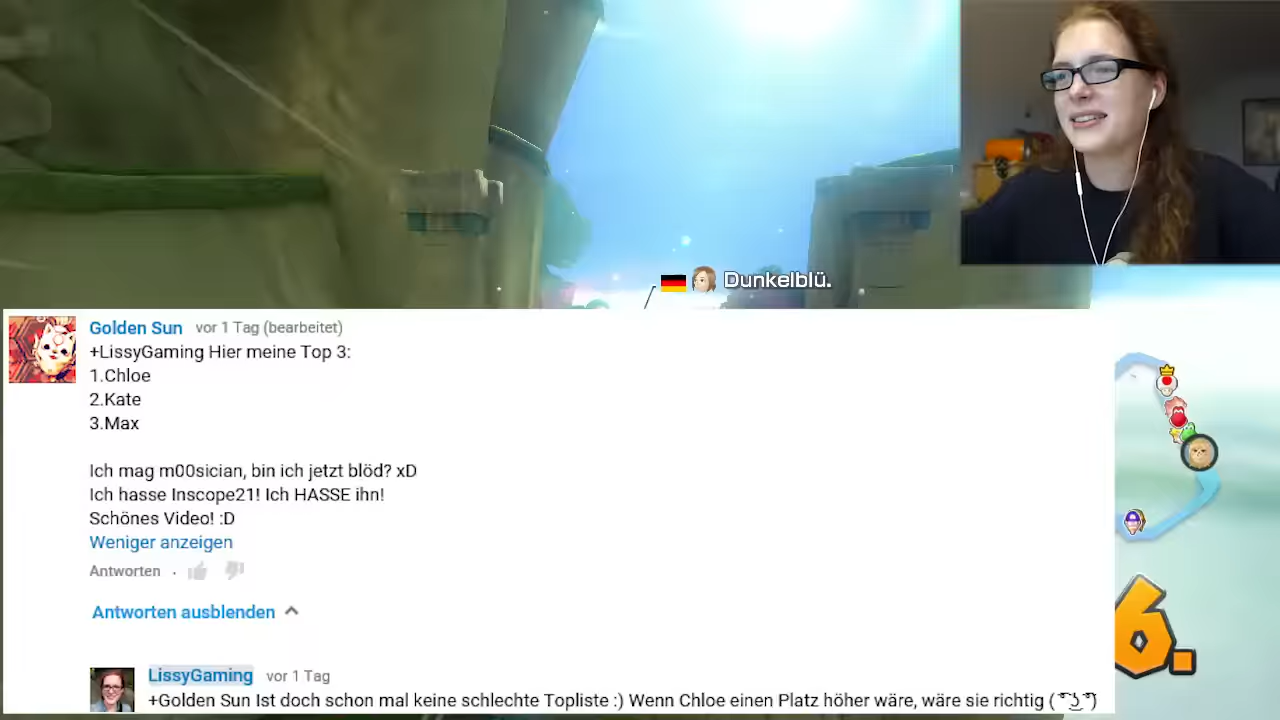 Dunkelblü.
Golden Sun vor 1 Tag (bearbeitet)
+LissyGaming Hier meine Top 3:
1.Chloe
2.Kate
3.Max
Ich mag m00sician, bin ich jetzt blöd? xD
Ich hasse Inscope21! Ich HASSE ihn!
Schönes Video! :D
Weniger anzeigen
Antworten .
Antworten ausblenden
LissyGaming vor 1 Tag
+Golden Sun Ist doch schon mal keine schlechte Topliste :) Wenn Chloe einen Platz höher wäre, wäre sie richtig ( ͡° ͜ʖ ͡°)
6.